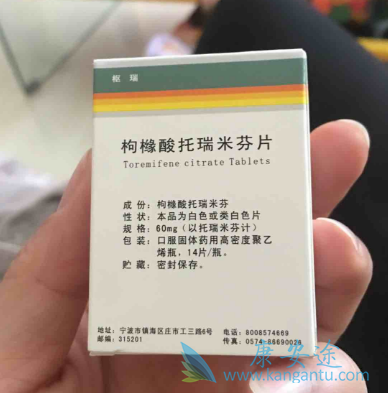 枢瑞
枸橼酸托瑞米芬片
Toremifene citrate Tablets
成份：枸橼酸托瑞米芬
性状：本品为白色或类白色片
规格：60mg（以托瑞米芬计）
包装：口服固体药用高密度聚乙
烯瓶，14片/瓶。
贮藏：密封保存。
地址：宁波市镇海区庄市工三路6号 电话：8008574669
邮编：315201 传真：0574-86690026
康安途
www.kangantu.com